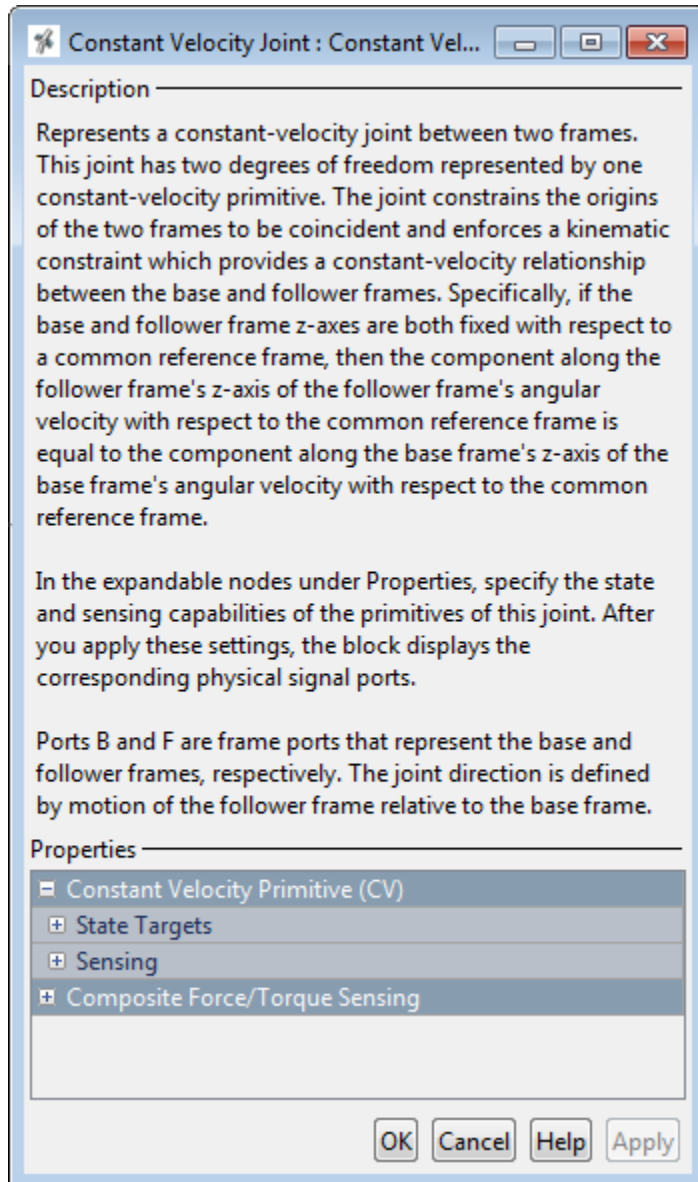 Constant Velocity Joint : Constant Vel...
Description
Represents a constant-velocity joint between two frames.
This joint has two degrees of freedom represented by one
constant-velocity primitive. The joint constrains the origins
of the two frames to be coincident and enforces a kinematic
constraint which provides a constant-velocity relationship
between the base and follower frames. Specifically, if the
base and follower frame z-axes are both fixed with respect to
a common reference frame, then the component along the
follower frame's z-axis of the follower frame's angular
velocity with respect to the common reference frame is
equal to the component along the base frame's z-axis of the
base frame's angular velocity with respect to the common
reference frame.
In the expandable nodes under Properties, specify the state
and sensing capabilities of the primitives of this joint. After
you apply these settings, the block displays the
corresponding physical signal ports.
Ports B and F are frame ports that represent the base and
follower frames, respectively. The joint direction is defined
by motion of the follower frame relative to the base frame.
Properties
Constant Velocity Primitive (CV)
State Targets
Sensing
Composite Force/Torque Sensing
OK Cancel Help Apply